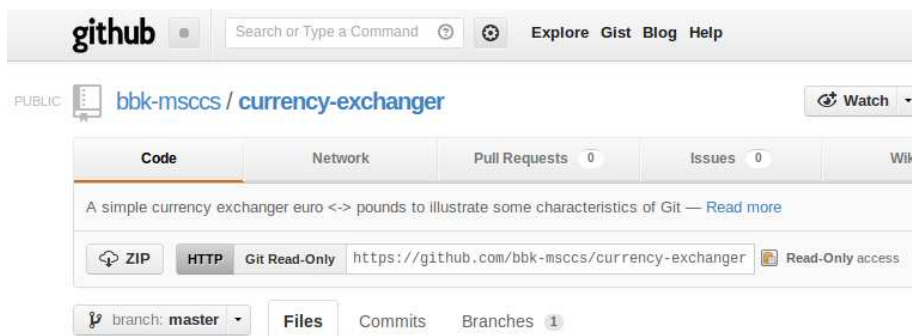 github Search or Type a Command Explore Gist Blog Help
PUBLIC bbk-msccs / currency-exchanger Watch
Code Network Pull Requests 0 Issues 0
A simple currency exchanger euro <-> pounds to illustrate some characteristics of Git — Read more
ZIP HTTP Git Read-Only https://github.com/bbk-msccs/currency-exchanger Read-Only access
branch: master Files Commits Branches 1